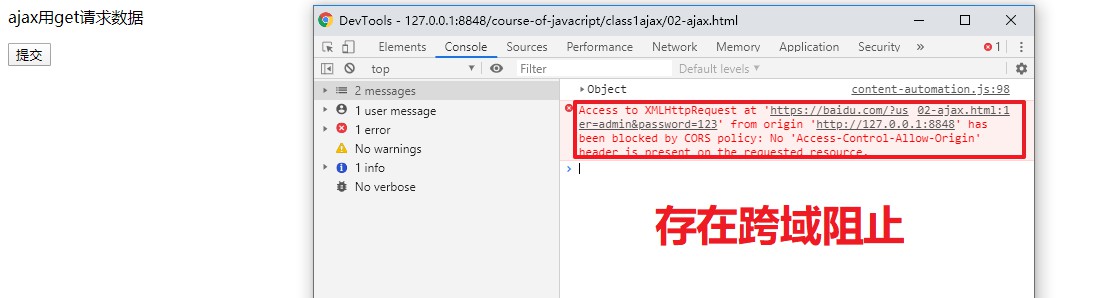 ajax用get请求数据
提交
DevTools - 127.0.0.1:8848/course-of-javacript/class1ajax/02-ajax.html
Elements Console Sources Performance Network Memory Application Security » 1
top Filter Default levels
2 messages
1 user message
1 error
No warnings
1 info
No verbose
Object content-automation.js:98
Access to XMLHttpRequest at 'https://baidu.com/?us 02-ajax.html:1
er=admin&password=123' from origin 'http://127.0.0.1:8848' has
been blocked by CORS policy: No 'Access-Control-Allow-Origin'
header is present on the requested resource.
存在跨域阻止